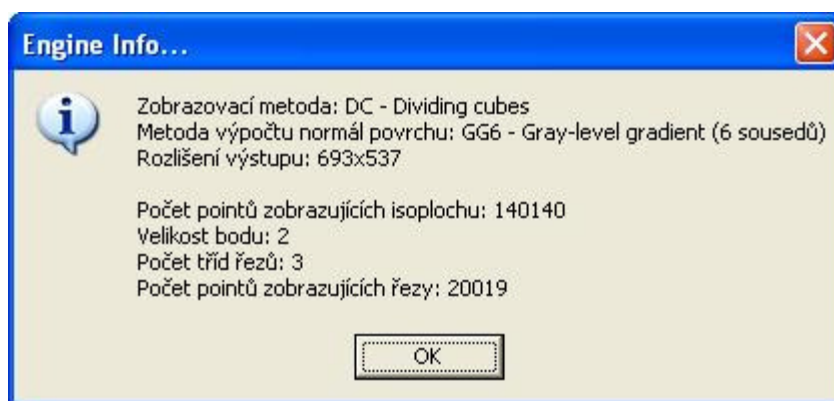 Engine Info...
Zobrazovací metoda: DC - Dividing cubes
Metoda výpočtu normál povrchu: GG6 - Gray-level gradient (6 sousedů)
Rozlišení výstupu: 693x537
Počet pointů zobrazujících isoplochu: 140140
Velikost bodu: 2
Počet tříd řezů: 3
Počet pointů zobrazujících řezy: 20019
OK